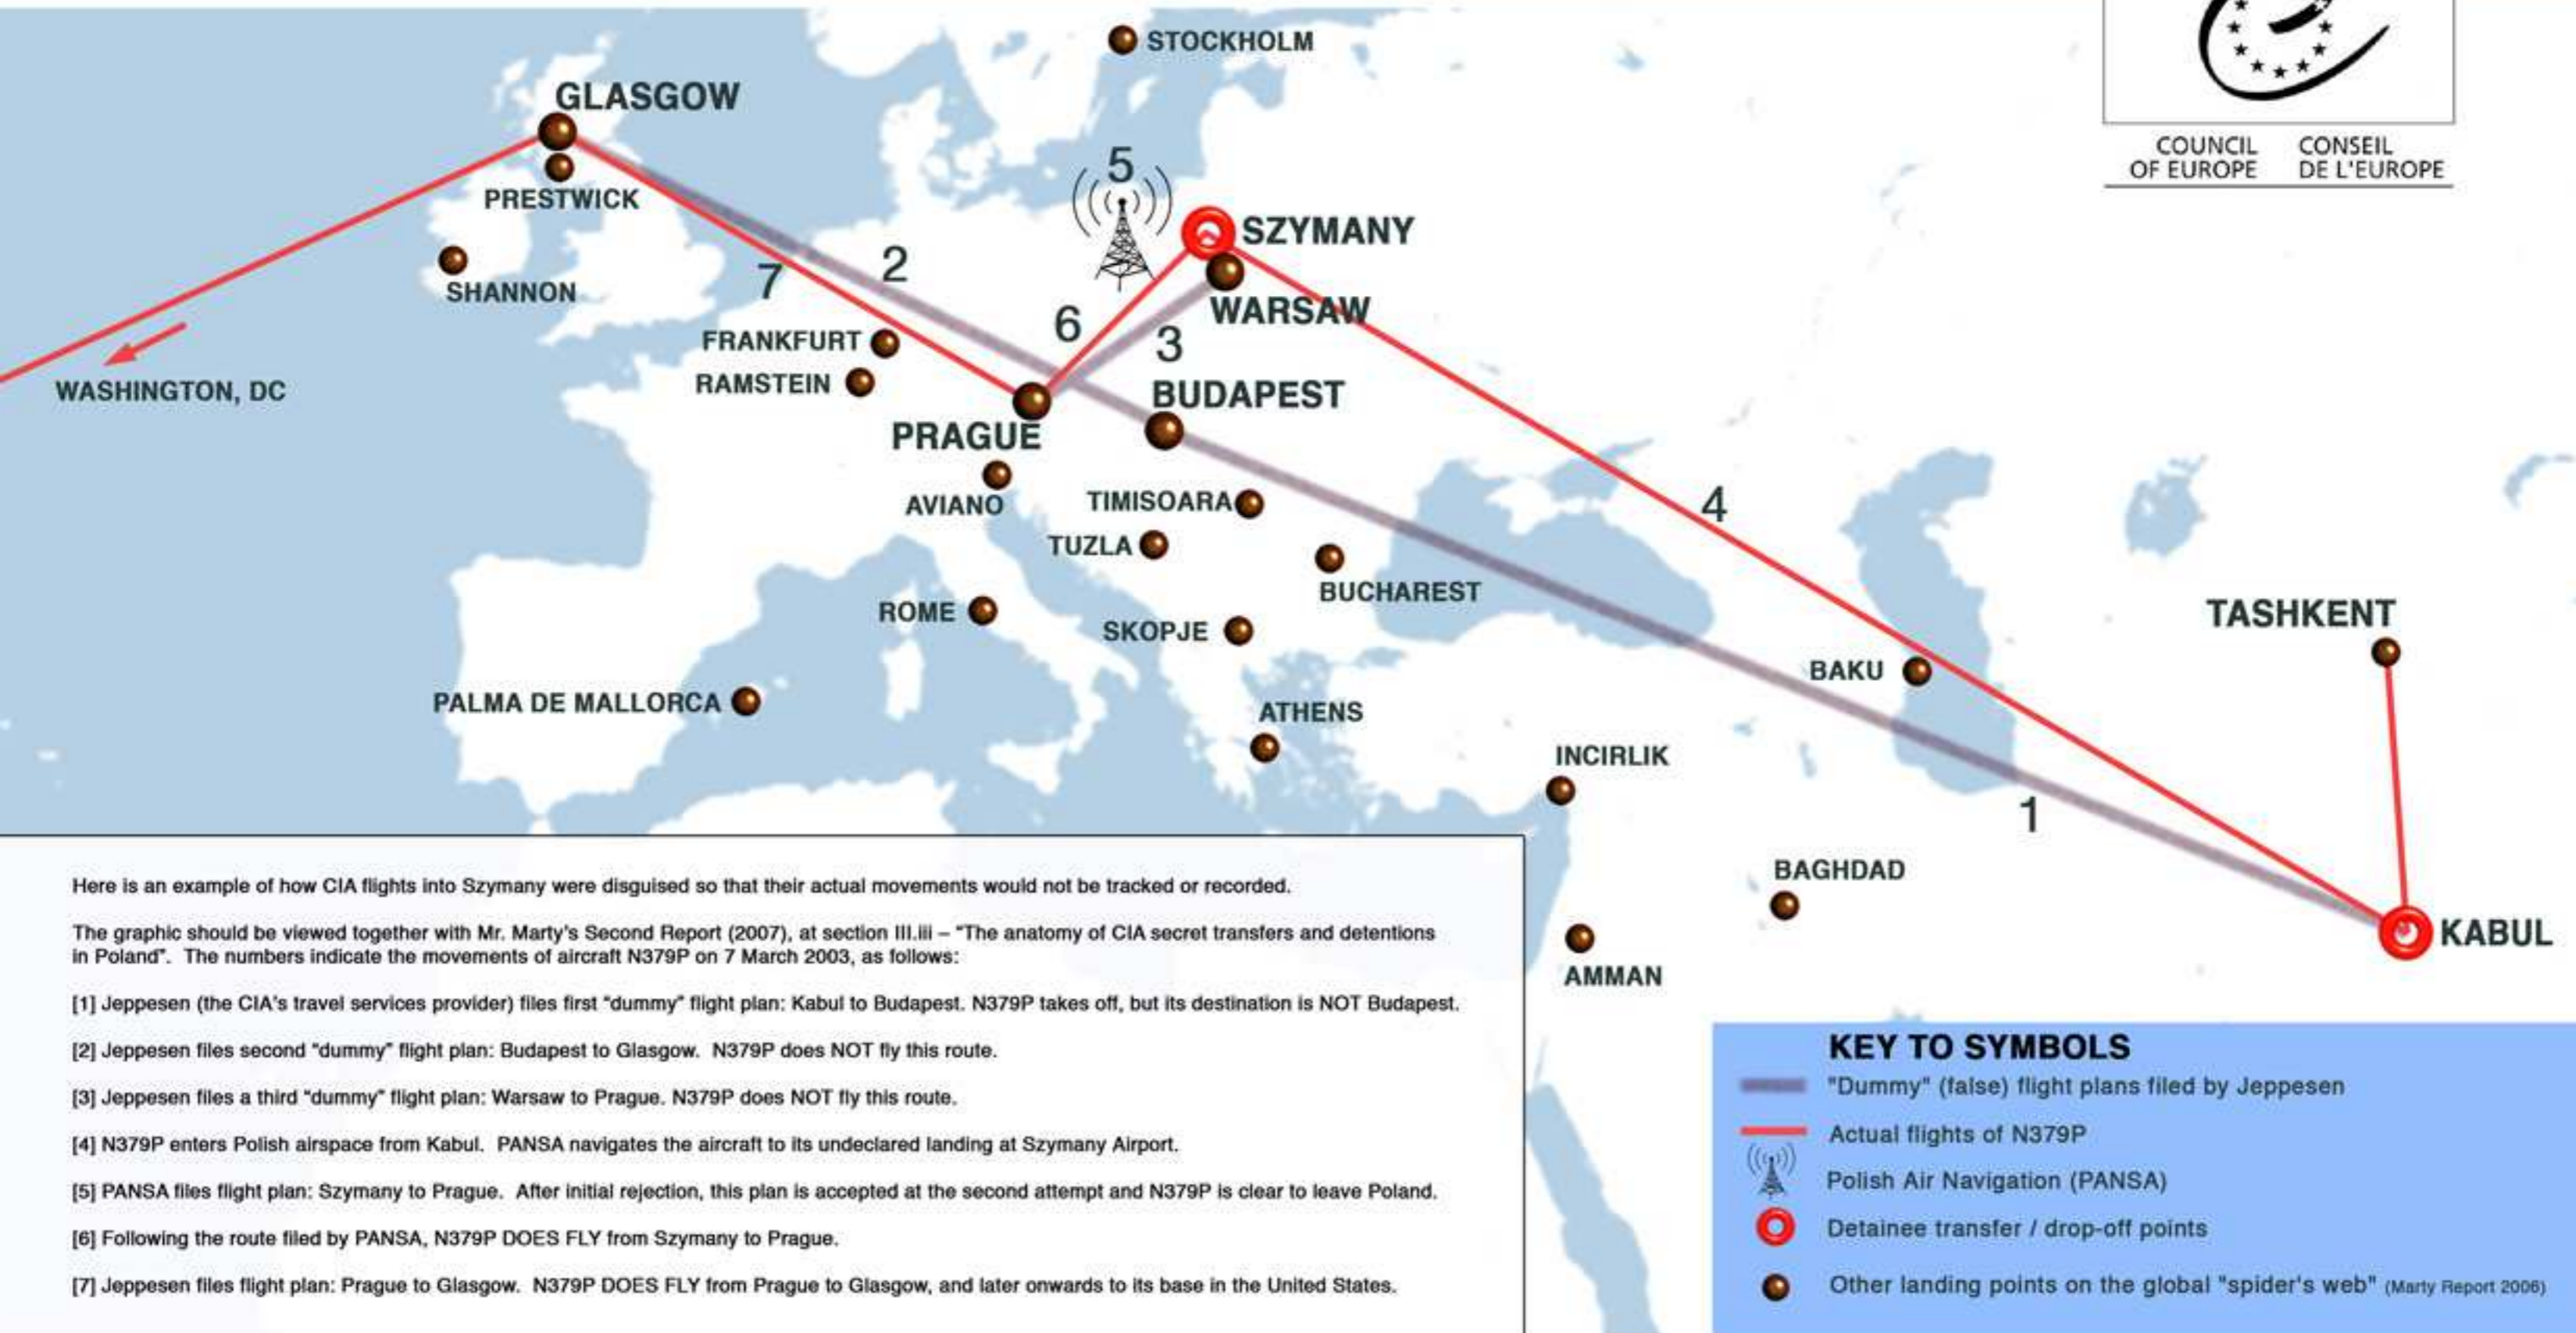 STOCKHOLM
GLASGOW
PRESTWICK
SHANNON
WASHINGTON, DC
COUNCIL OF EUROPE
CONSEIL DE L'EUROPE
5
SZYMANY
WARSAW
2
7
6
3
FRANKFURT
RAMSTEIN
PRAGUE
BUDAPEST
AVIANO
TIMISOARA
TUZLA
BUCHAREST
ROME
SKOPJE
PALMA DE MALLORCA
ATHENS
4
BAKU
TASHKENT
INCIRLIK
1
BAGHDAD
AMMAN
KABUL
Here is an example of how CIA flights into Szymany were disguised so that their actual movements would not be tracked or recorded.
The graphic should be viewed together with Mr. Marty's Second Report (2007), at section III.iii – "The anatomy of CIA secret transfers and detentions
in Poland".  The numbers indicate the movements of aircraft N379P on 7 March 2003, as follows:
[1] Jeppesen (the CIA's travel services provider) files first "dummy" flight plan: Kabul to Budapest. N379P takes off, but its destination is NOT Budapest.
[2] Jeppesen files second "dummy" flight plan: Budapest to Glasgow.  N379P does NOT fly this route.
[3] Jeppesen files a third "dummy" flight plan: Warsaw to Prague. N379P does NOT fly this route.
[4] N379P enters Polish airspace from Kabul.  PANSA navigates the aircraft to its undeclared landing at Szymany Airport.
[5] PANSA files flight plan: Szymany to Prague.  After initial rejection, this plan is accepted at the second attempt and N379P is clear to leave Poland.
[6] Following the route filed by PANSA, N379P DOES FLY from Szymany to Prague.
[7] Jeppesen files flight plan: Prague to Glasgow.  N379P DOES FLY from Prague to Glasgow, and later onwards to its base in the United States.
KEY TO SYMBOLS
"Dummy" (false) flight plans filed by Jeppesen
Actual flights of N379P
Polish Air Navigation (PANSA)
Detainee transfer / drop-off points
Other landing points on the global "spider's web" (Marty Report 2006)